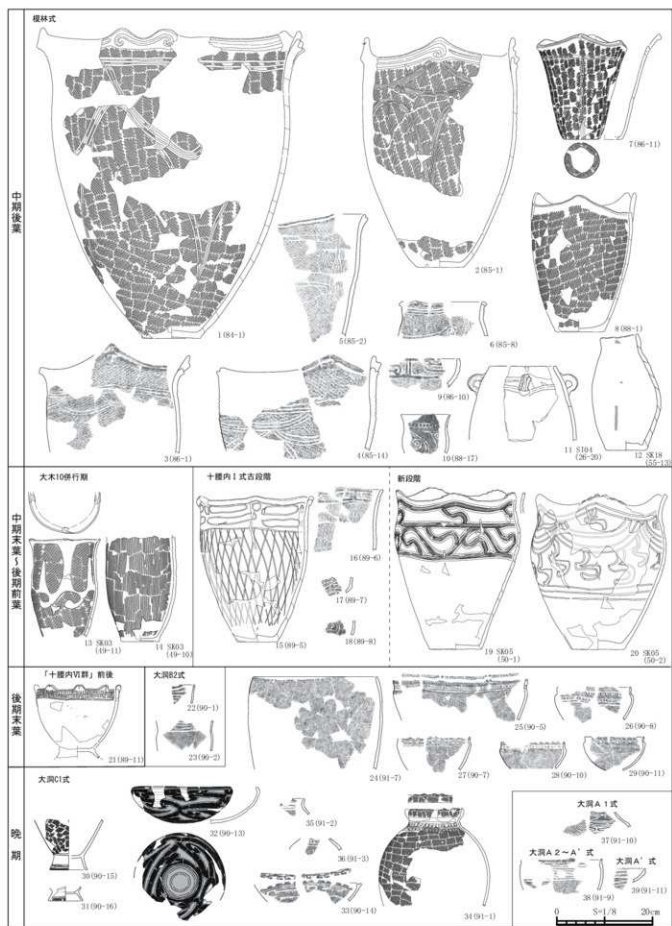 中期後葉
榎林式
1(84-1)
2(85-1)
3(86-1)
4(85-14)
5(85-2)
6(85-8)
7(86-11)
8(88-1)
9(86-10)
10(88-17)
11 SI04
(26-20)
12 SK18
(55-13)
中期末葉~後期前葉
大木10併行期
13 SK03
(49-11)
14 SK03
(49-10)
十腰内Ⅰ式古段階
15(89-5)
16(89-6)
17(89-7)
18(89-8)
新段階
19 SK05
(50-1)
20 SK05
(50-2)
後期末葉
「十腰内Ⅵ群」前後
21(89-11)
大洞B2式
22(90-1)
23(90-2)
24(91-7)
25(90-5)
26(90-8)
27(90-7)
28(90-10)
29(90-11)
晩期
大洞C1式
30(90-15)
31(90-16)
32(90-13)
33(90-14)
34(91-1)
35(91-2)
36(91-3)
大洞A1式
37(91-10)
大洞A2~A'式
38(91-9)
大洞A'式
39(91-11)
0 S=1/8 20cm